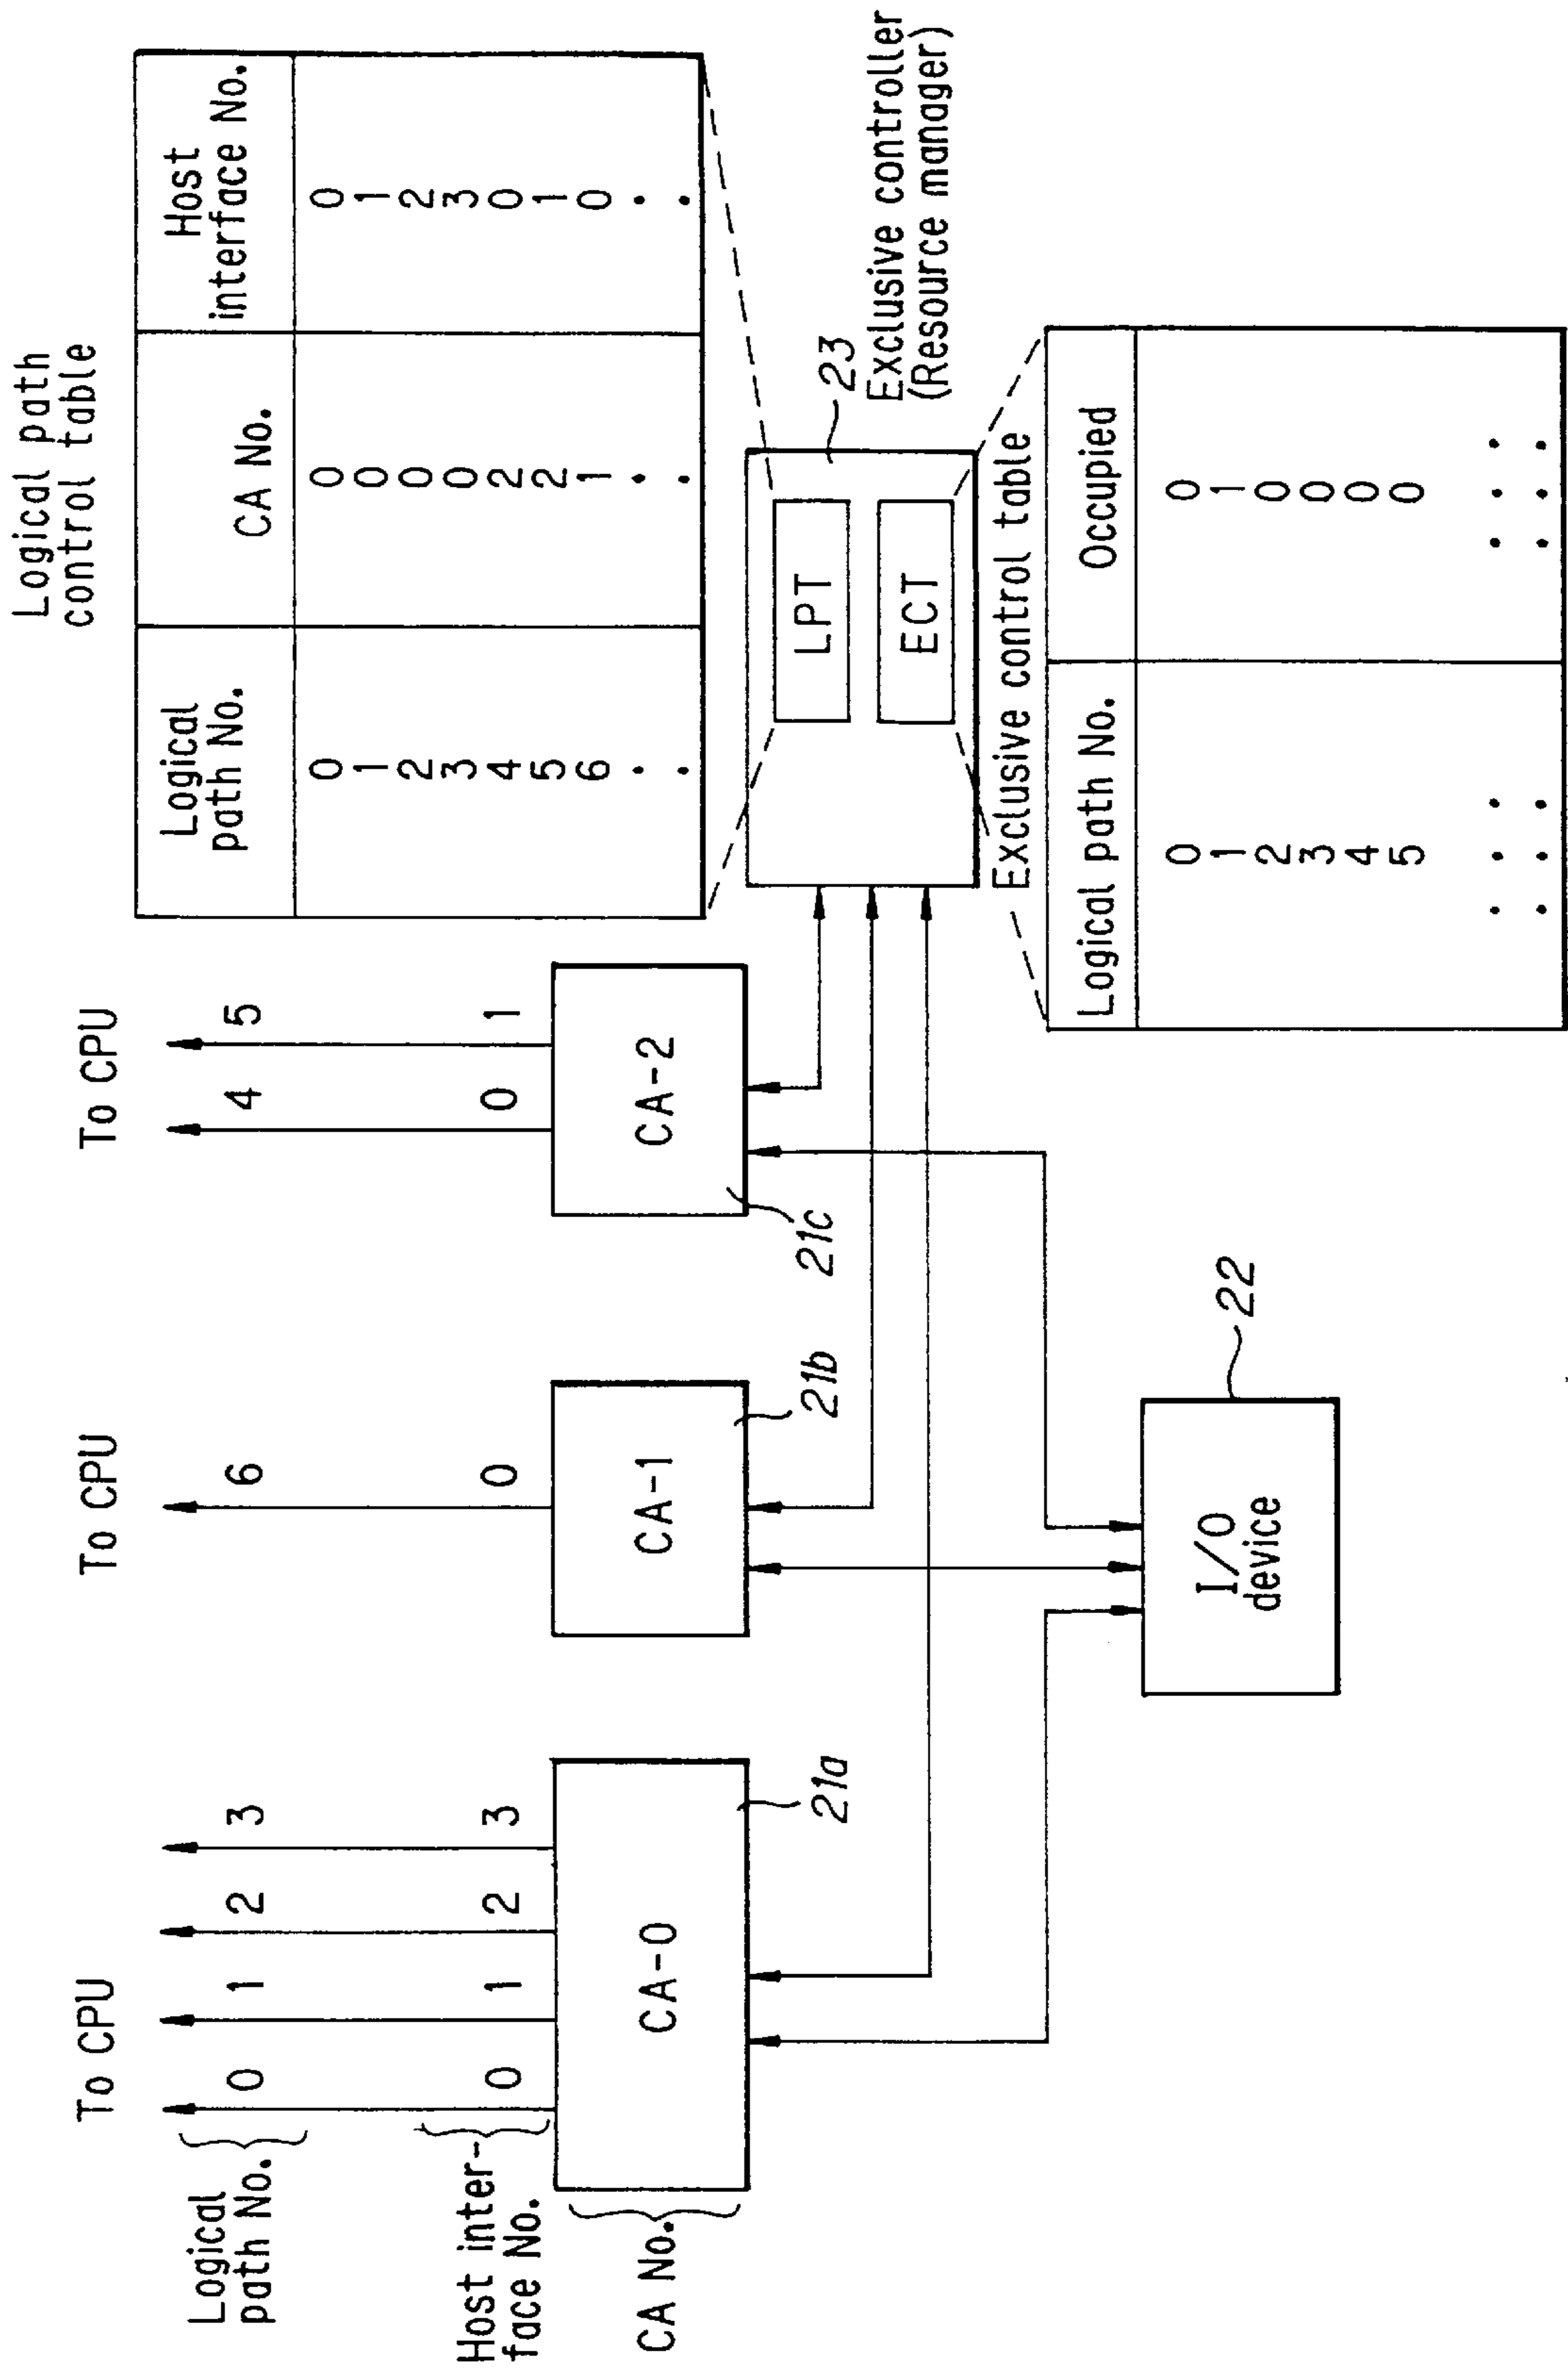 Logical path
control table
Logical path No.
CA No.
Host interface No.
0 0 0
1 0 1
2 0 2
3 0 3
4 2 0
5 2 1
6 1 0
. . .
. . .
To CPU
To CPU
To CPU
Logical
path No.
0 1 2 3
6
4 5
Host inter-
face No.
0 1 2 3
0
0 1
CA No.
CA-0
CA-1
CA-2
21a
21b
21c
LPT
ECT
23
Exclusive controller
(Resource manager)
I/O
device
22
Exclusive control table
Logical path No. Occupied
0 0
1 1
2 0
3 0
4 0
5 0
. . . . . .
. . . . . .